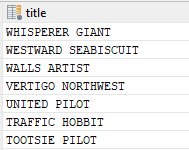 title
WHISPERER GIANT
WESTWARD SEABISCUIT
WALLS ARTIST
VERTIGO NORTHWEST
UNITED PILOT
TRAFFIC HOBBIT
TOOTSIE PILOT